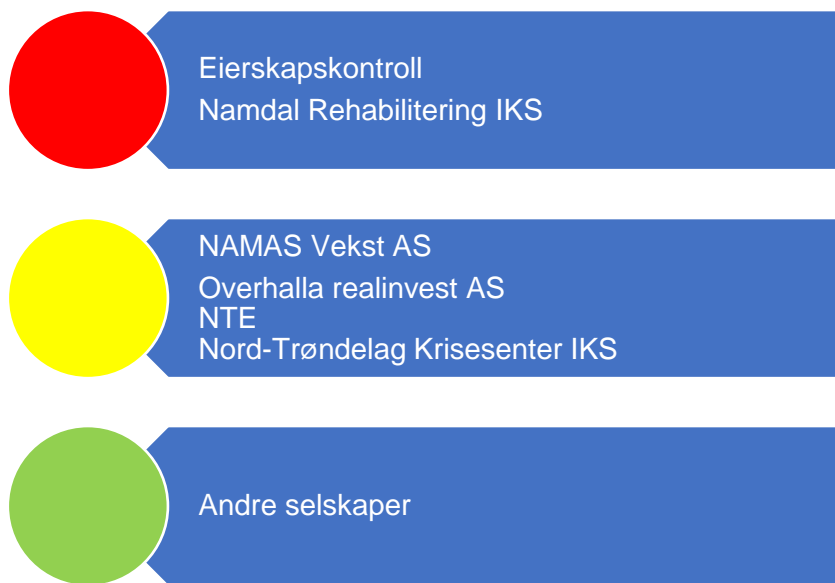 Eierskapskontroll
Namdal Rehabilitering IKS
NAMAS Vekst AS
Overhalla realinvest AS
NTE
Nord-Trøndelag Krisesenter IKS
Andre selskaper